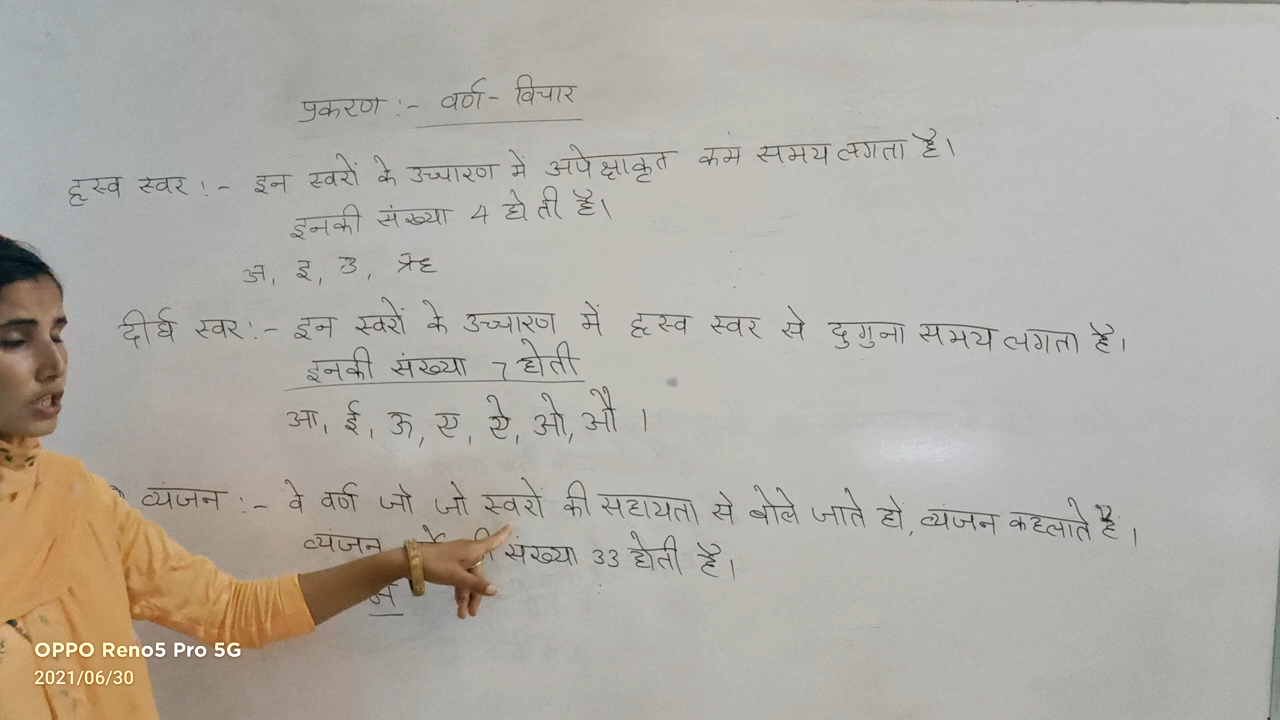 प्रकरण :- वर्ण - विचार
हृस्व स्वर :- इन स्वरों के उच्चारण में अपेक्षाकृत कम समय लगता है।
इनकी संख्या 4 होती है।
अ, इ, उ, ऋ
दीर्घ स्वर :- इन स्वरों के उच्चारण में हृस्व स्वर से दुगुना समय लगता है।
इनकी संख्या 7 होती
आ, ई, ऊ, ए, ऐ, ओ, औ ।
व्यंजन :- वे वर्ण जो जो स्वरों की सहायता से बोले जाते हों, व्यंजन कहलाते है ।
व्यंजन संख्या 33 होती है।
OPPO Reno5 Pro 5G
2021/06/30